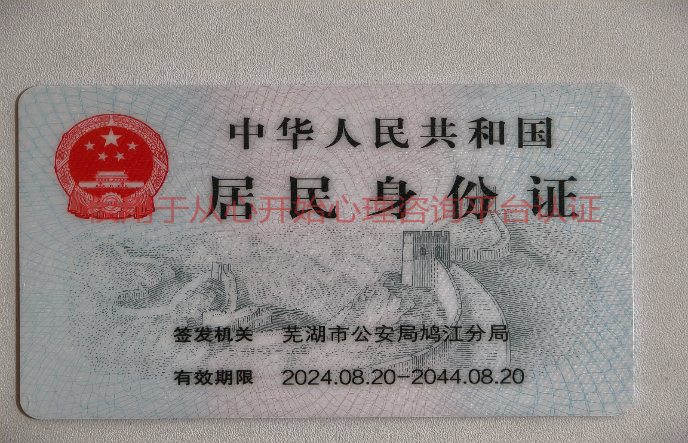 中华人民共和国
居民身份证
仅用于从心开始心理咨询平台认证
签发机关 芜湖市公安局鸠江分局
有效期限 2024.08.20-2044.08.20